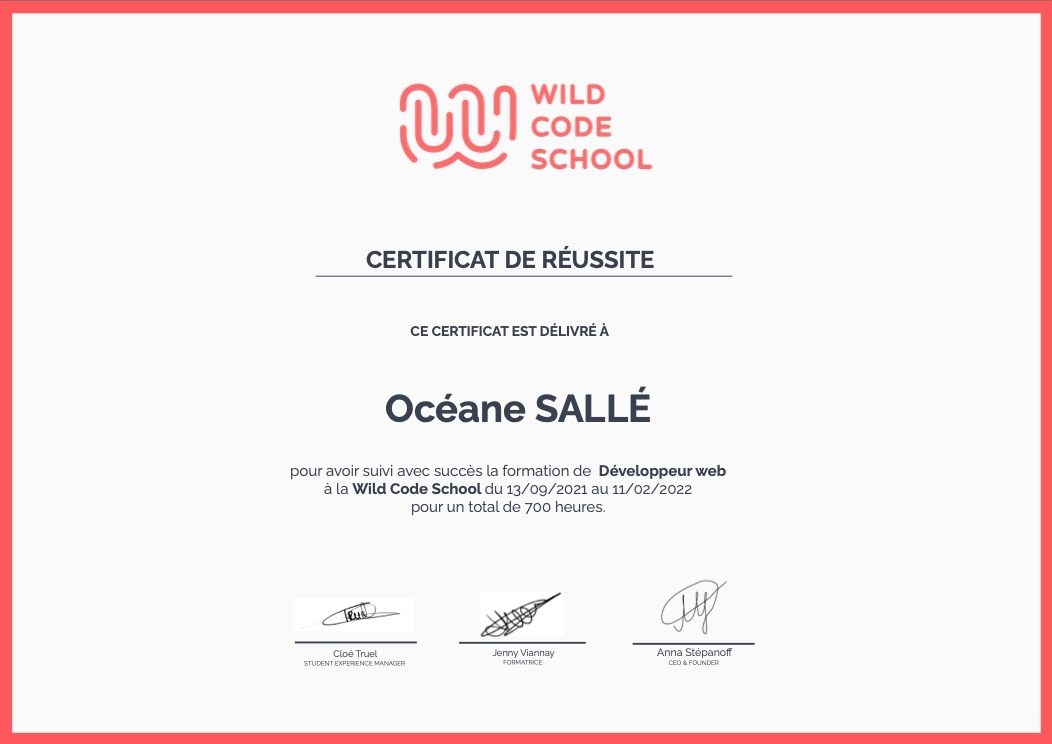 WILD
CODE
SCHOOL
CERTIFICAT DE RÉUSSITE
CE CERTIFICAT EST DÉLIVRÉ À
Océane SALLÉ
pour avoir suivi avec succès la formation de Développeur web
à la Wild Code School du 13/09/2021 au 11/02/2022
pour un total de 700 heures.
Cloé Truel
STUDENT EXPERIENCE MANAGER
Jenny Viannay
FORMATRICE
Anna Stépanoff
CEO & FOUNDER